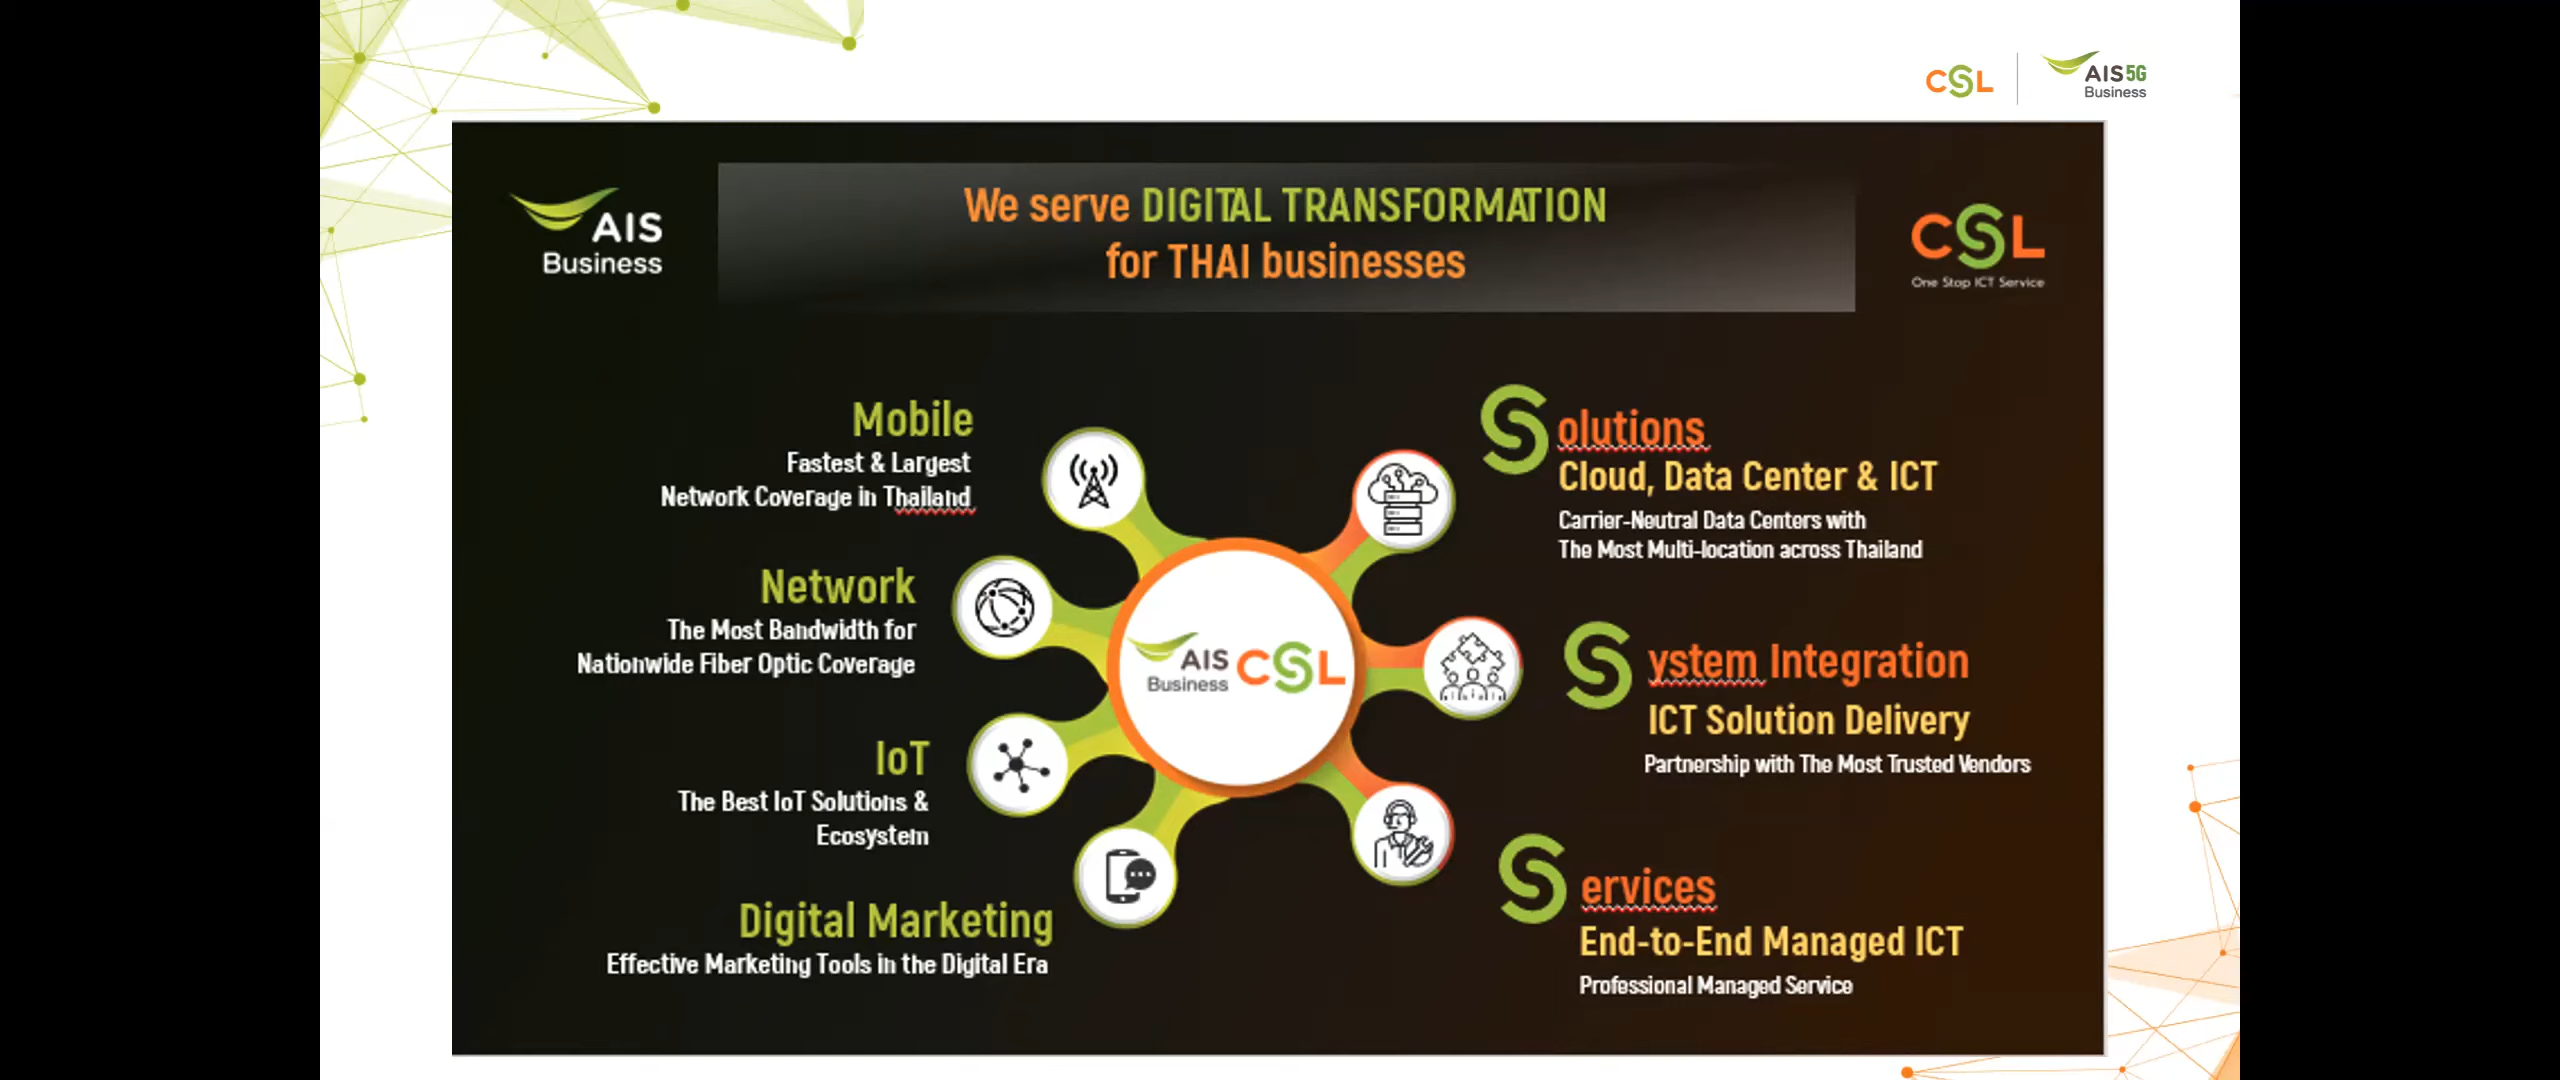 CSL
AIS 5G
Business
AIS
Business
We serve DIGITAL TRANSFORMATION
for THAI businesses
CSL
One Stop ICT Service
Mobile
Fastest & Largest
Network Coverage in Thailand
Network
The Most Bandwidth for
Nationwide Fiber Optic Coverage
IoT
The Best IoT Solutions &
Ecosystem
Digital Marketing
Effective Marketing Tools in the Digital Era
AIS
Business
CSL
Solutions
Cloud, Data Center & ICT
Carrier-Neutral Data Centers with
The Most Multi-location across Thailand
System Integration
ICT Solution Delivery
Partnership with The Most Trusted Vendors
Services
End-to-End Managed ICT
Professional Managed Service